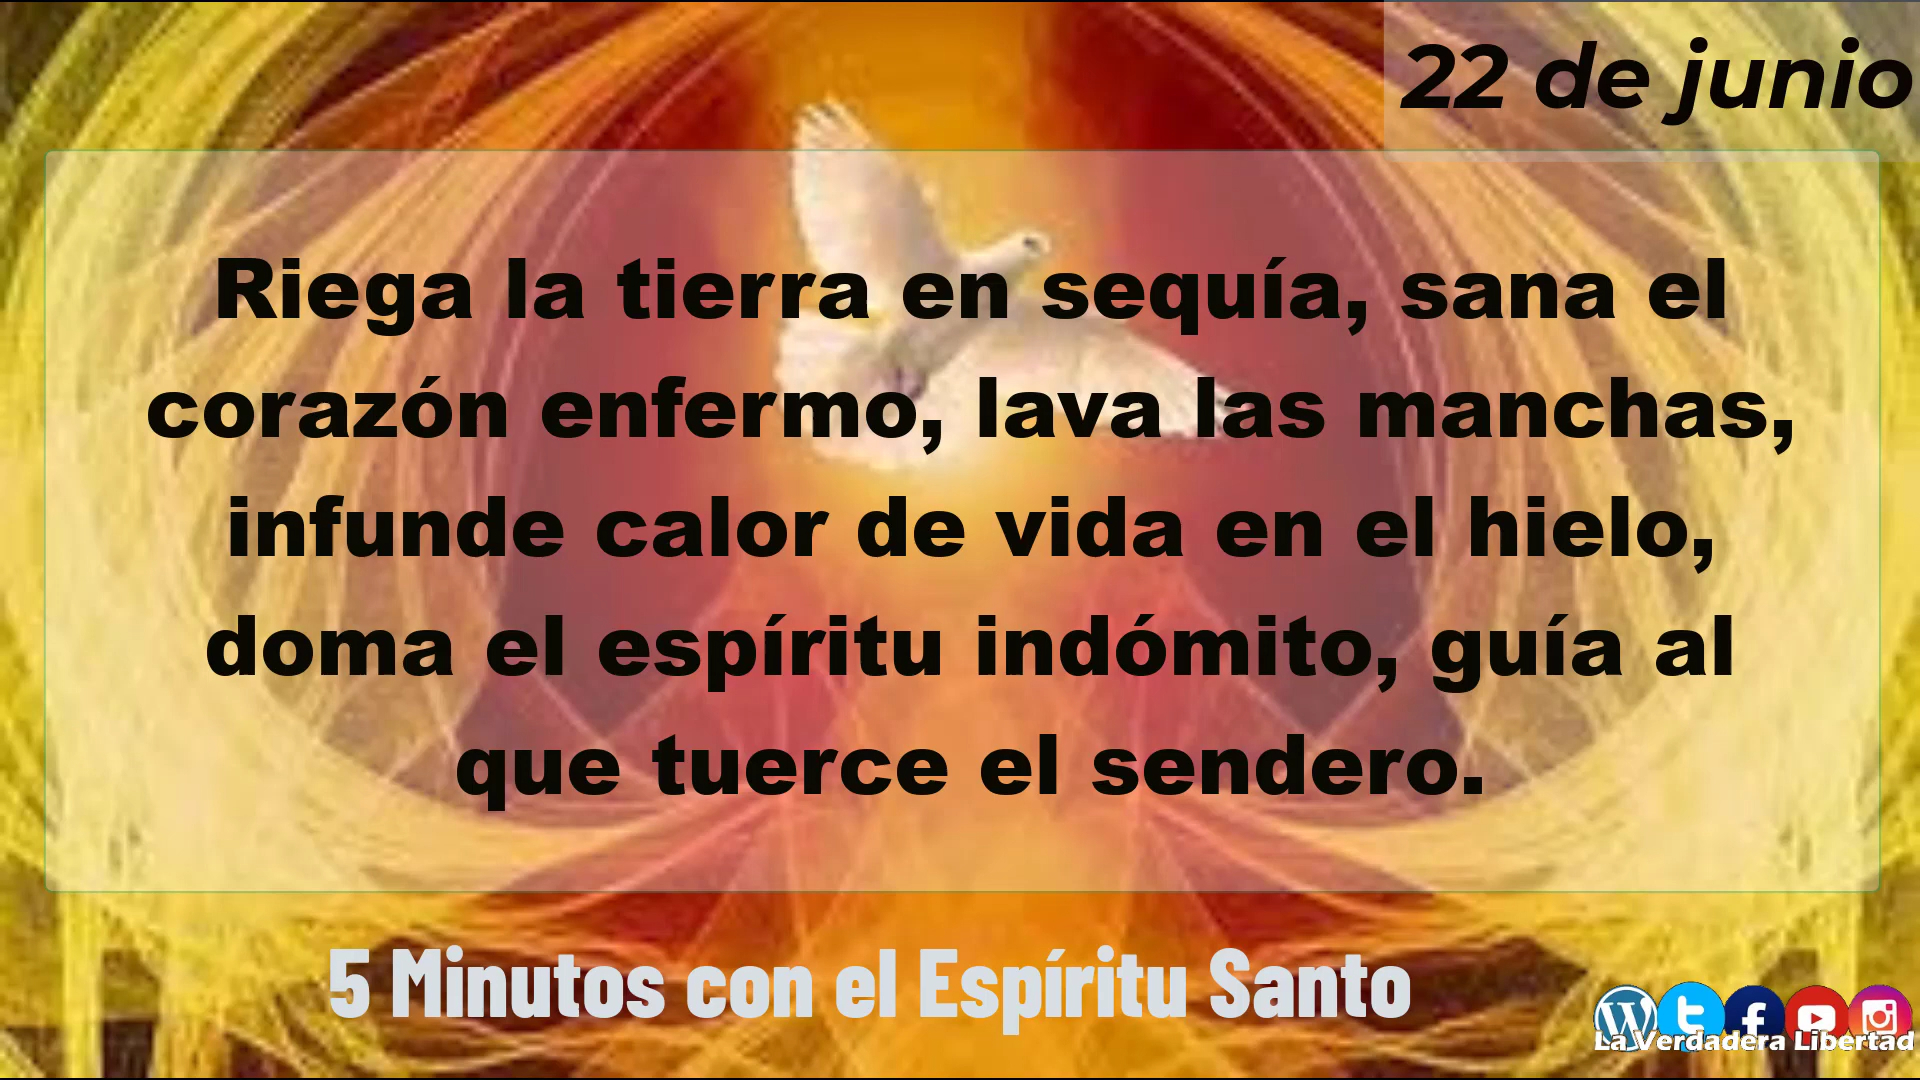 22 de junio
Riega la tierra en sequía, sana el
corazón enfermo, lava las manchas,
infunde calor de vida en el hielo,
doma el espíritu indómito, guía al
que tuerce el sendero.
5 Minutos con el Espíritu Santo
La Verdadera Libertad